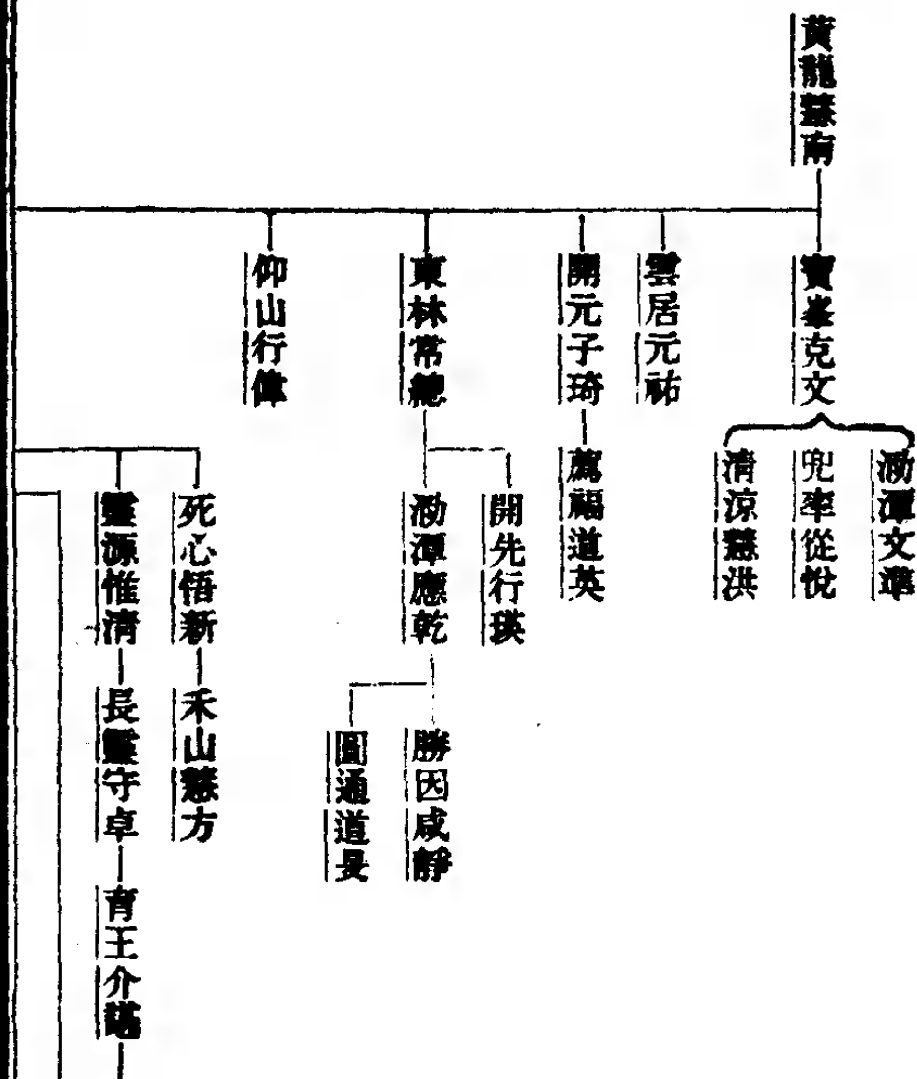 黃龍慧南
寶峯克文
泐潭文準
兜率從悅
清涼慧洪
雲居元祐
開元子琦
薦福道英
東林常總
開先行瑛
泐潭應乾
勝因咸靜
圓通道旻
仰山行偉
死心悟新
禾山慧方
靈源惟清
長靈守卓
育王介諶